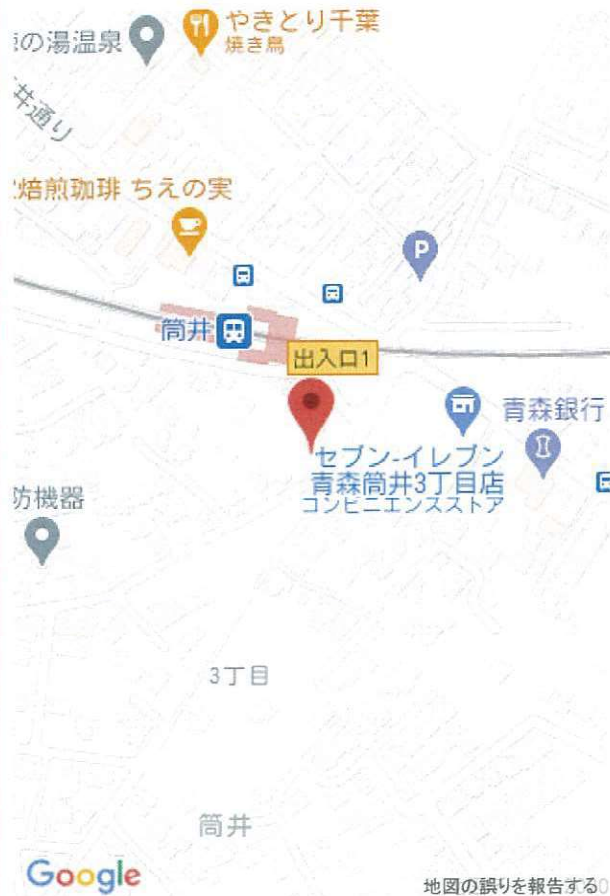 の湯温泉
やきとり千葉
焼き鳥
井通り
焙煎珈琲 ちえの実
P
筒井
出入口1
セブン-イレブン
青森筒井3丁目店
コンビニエンスストア
青森銀行
防機器
3丁目
筒井
Google
地図の誤りを報告する